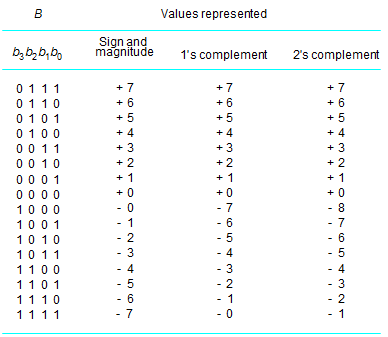 B Values represented
b3b2b1b0 Sign and magnitude 1's complement 2's complement
0 1 1 1 + 7 + 7 + 7
0 1 1 0 + 6 + 6 + 6
0 1 0 1 + 5 + 5 + 5
0 1 0 0 + 4 + 4 + 4
0 0 1 1 + 3 + 3 + 3
0 0 1 0 + 2 + 2 + 2
0 0 0 1 + 1 + 1 + 1
0 0 0 0 + 0 + 0 + 0
1 0 0 0 - 0 - 7 - 8
1 0 0 1 - 1 - 6 - 7
1 0 1 0 - 2 - 5 - 6
1 0 1 1 - 3 - 4 - 5
1 1 0 0 - 4 - 3 - 4
1 1 0 1 - 5 - 2 - 3
1 1 1 0 - 6 - 1 - 2
1 1 1 1 - 7 - 0 - 1